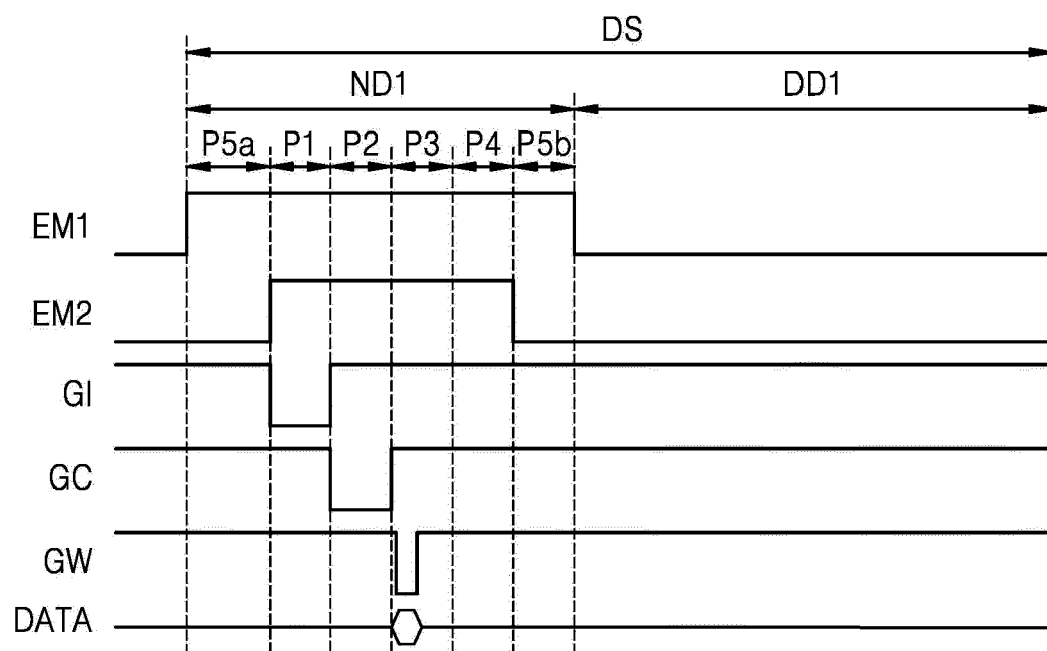 DS
ND1 DD1
P5a P1 P2 P3 P4 P5b
EM1
EM2
GI
GC
GW
DATA